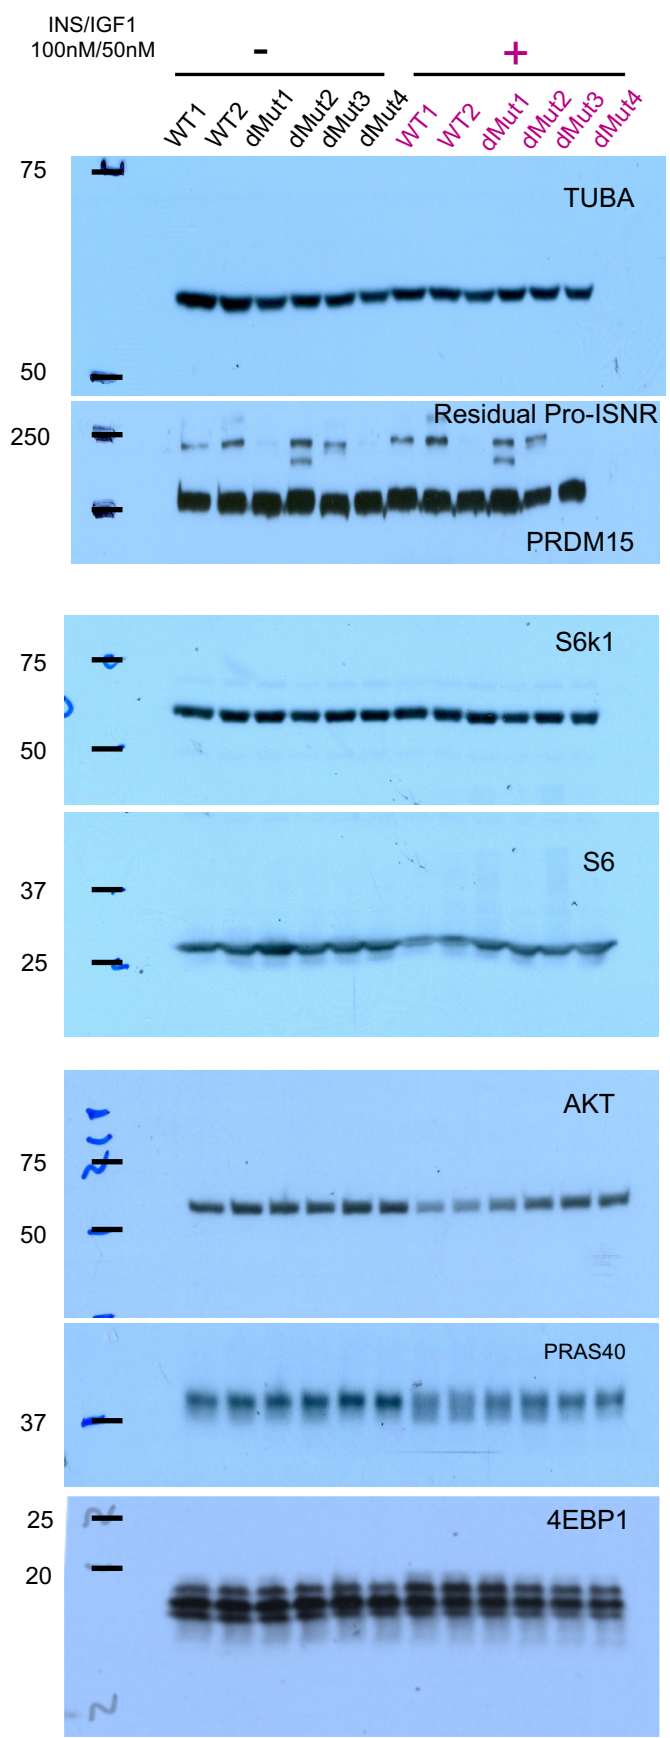 INS/IGF1
100nM/50nM
- +
WT1 WT2 dMut1 dMut2 dMut3 dMut4 WT1 WT2 dMut1 dMut2 dMut3 dMut4
75
TUBA
50
Residual Pro-ISNR
250
PRDM15
S6k1
75
50
S6
37
25
AKT
75
50
PRAS40
37
25
4EBP1
20